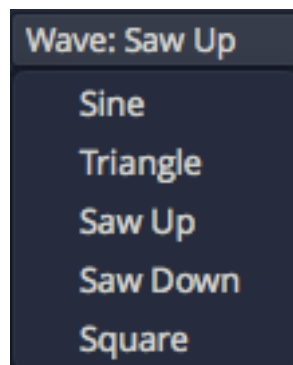 Wave: Saw Up
Sine
Triangle
Saw Up
Saw Down
Square